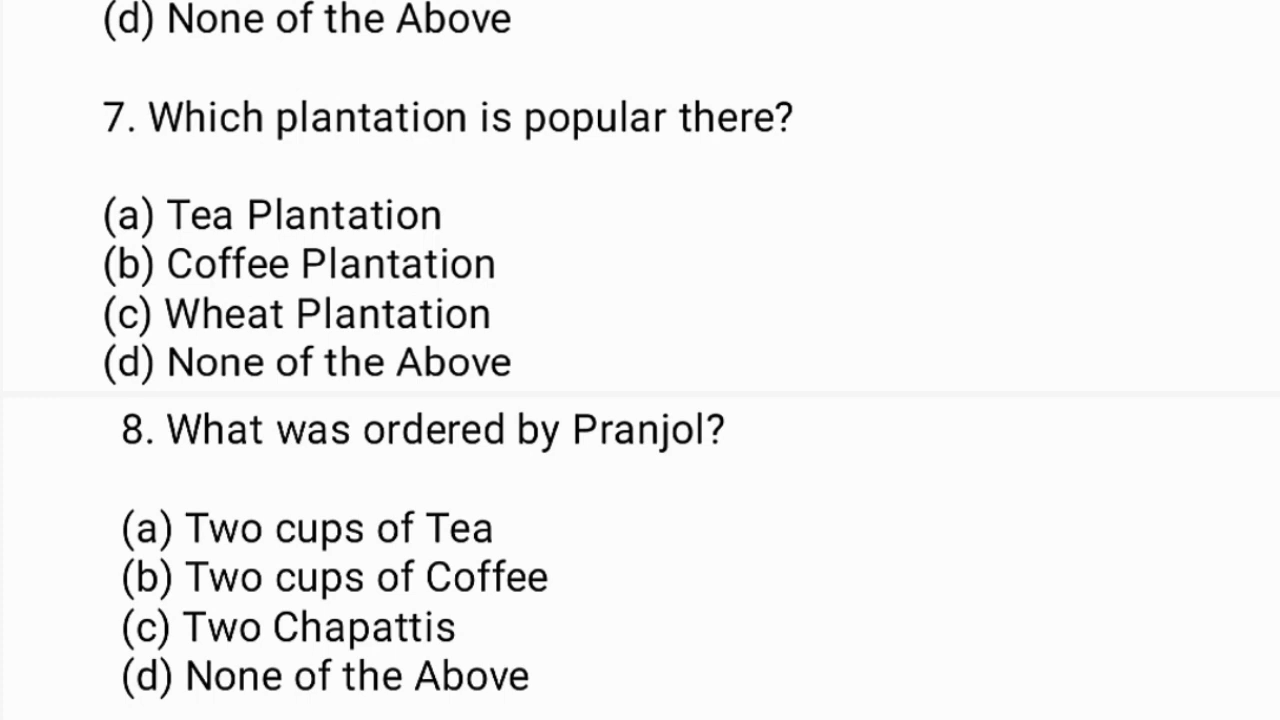 (d) None of the Above
7. Which plantation is popular there?
(a) Tea Plantation
(b) Coffee Plantation
(c) Wheat Plantation
(d) None of the Above
8. What was ordered by Pranjol?
(a) Two cups of Tea
(b) Two cups of Coffee
(c) Two Chapattis
(d) None of the Above